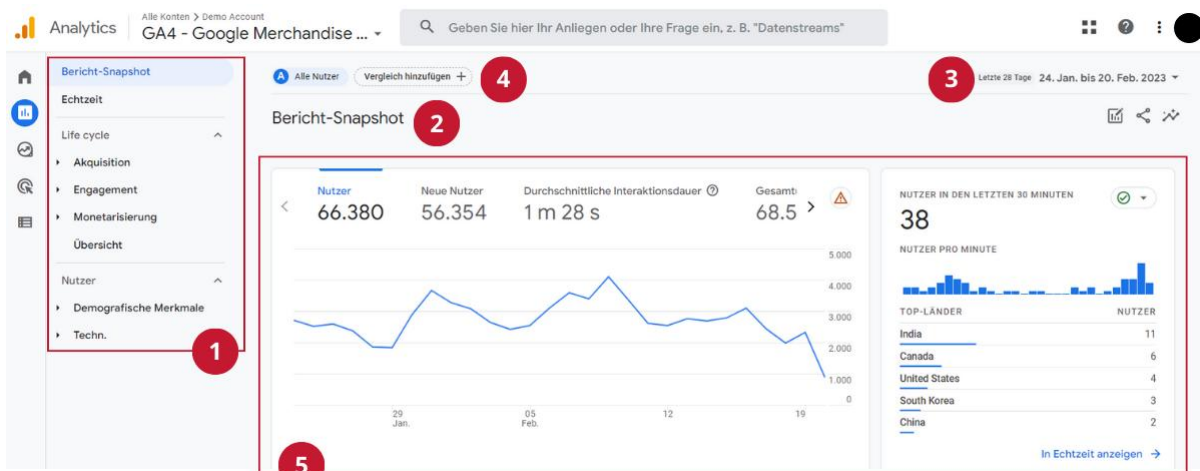 Analytics
Alle Konten > Demo Account
GA4 - Google Merchandise ...
Geben Sie hier Ihr Anliegen oder Ihre Frage ein, z. B. "Datenstreams"
Bericht-Snapshot
Echtzeit
Life cycle
Akquisition
Engagement
Monetarisierung
Übersicht
Nutzer
Demografische Merkmale
Techn.
1
A Alle Nutzer
Vergleich hinzufügen +
4
3
Letzte 28 Tage 24. Jan. bis 20. Feb. 2023
Bericht-Snapshot
2
Nutzer
66.380
Neue Nutzer
56.354
Durchschnittliche Interaktionsdauer
1 m 28 s
Gesamt
68.5
5.000
4.000
3.000
2.000
1.000
0
29
Jan.
05
Feb.
12
19
5
NUTZER IN DEN LETZTEN 30 MINUTEN
38
NUTZER PRO MINUTE
TOP-LÄNDER NUTZER
India 11
Canada 6
United States 4
South Korea 3
China 2
In Echtzeit anzeigen →